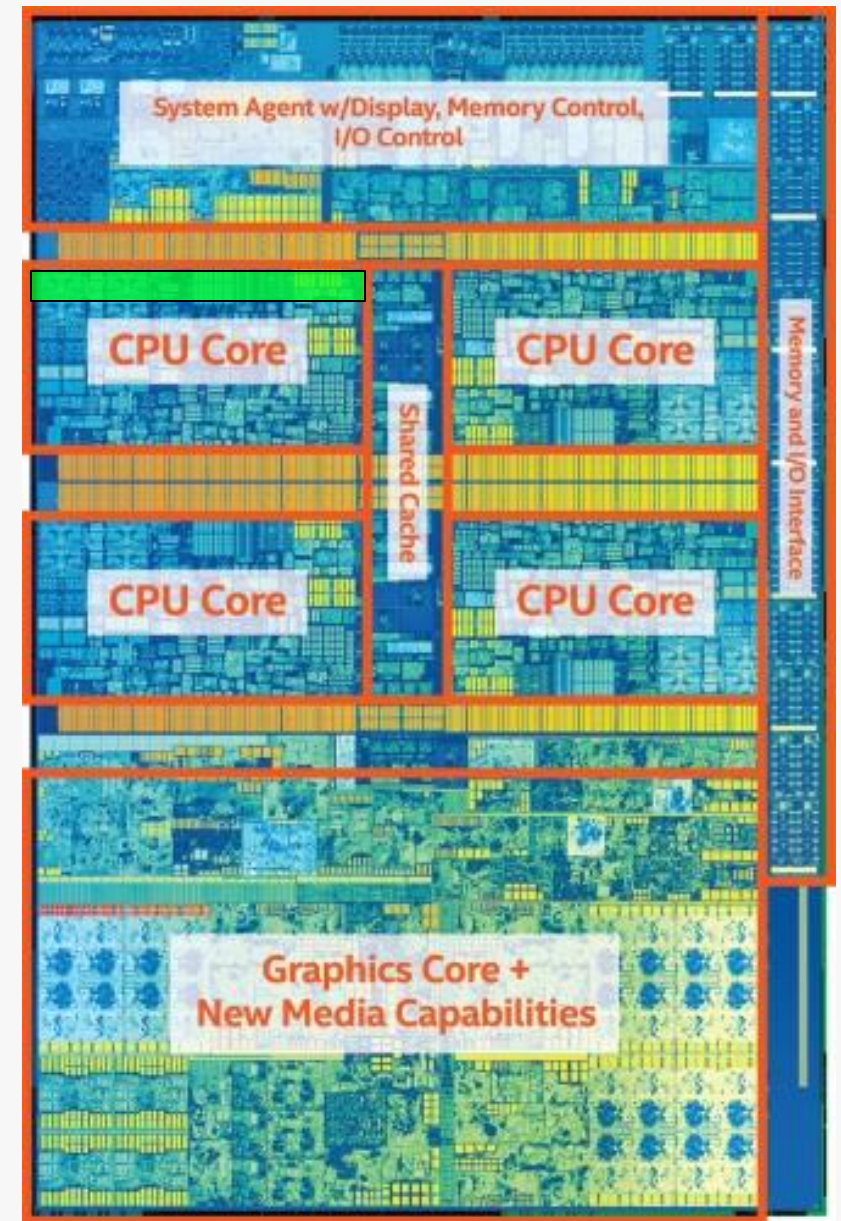 System Agent w/Display, Memory Control,
I/O Control
CPU Core
CPU Core
Shared Cache
Memory and I/O Interface
CPU Core
CPU Core
Graphics Core +
New Media Capabilities